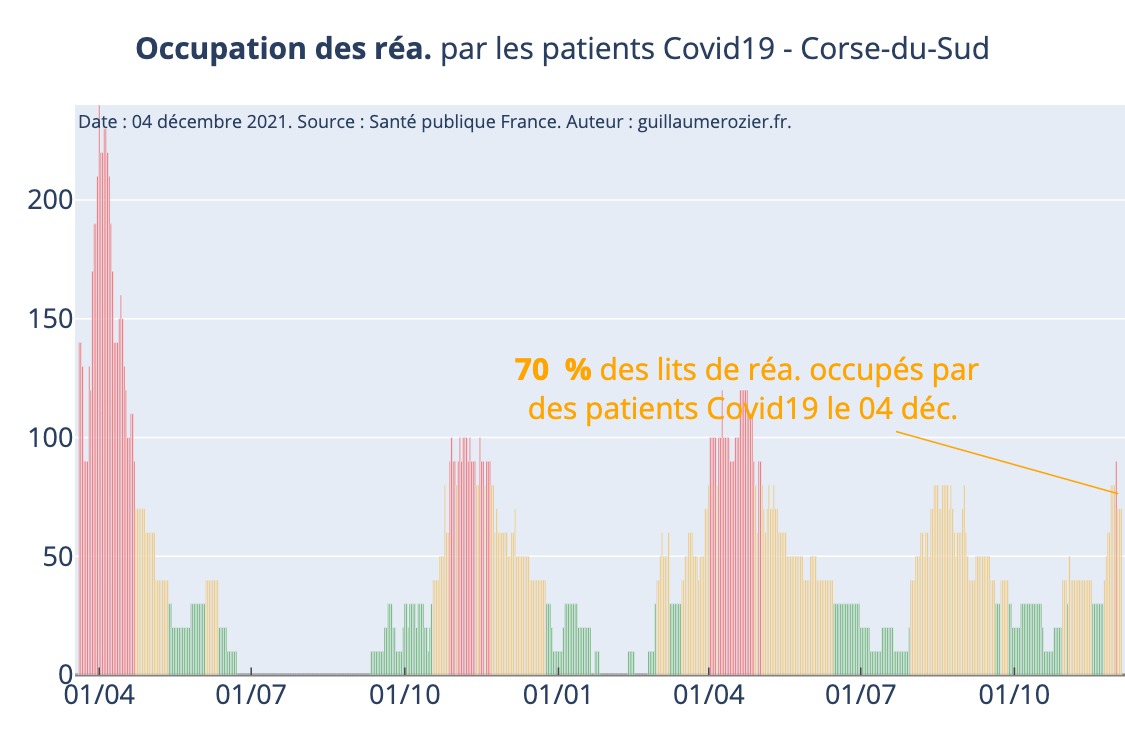 Occupation des réa. par les patients Covid19 - Corse-du-Sud
Date : 04 décembre 2021. Source : Santé publique France. Auteur : guillaumerozier.fr.
200
150
70 % des lits de réa. occupés par
des patients Covid19 le 04 déc.
100
50
0
01/04 01/07 01/10 01/01 01/04 01/07 01/10